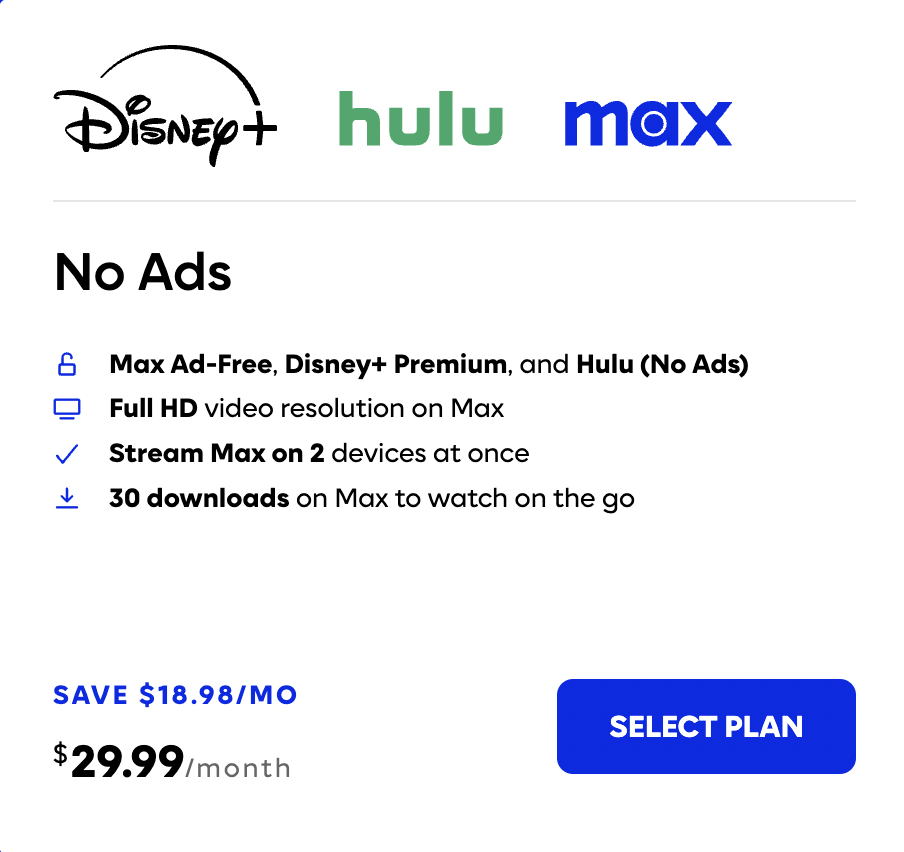 Disney+ hulu max
No Ads
Max Ad-Free, Disney+ Premium, and Hulu (No Ads)
Full HD video resolution on Max
Stream Max on 2 devices at once
30 downloads on Max to watch on the go
SAVE $18.98/MO
$29.99/month
SELECT PLAN